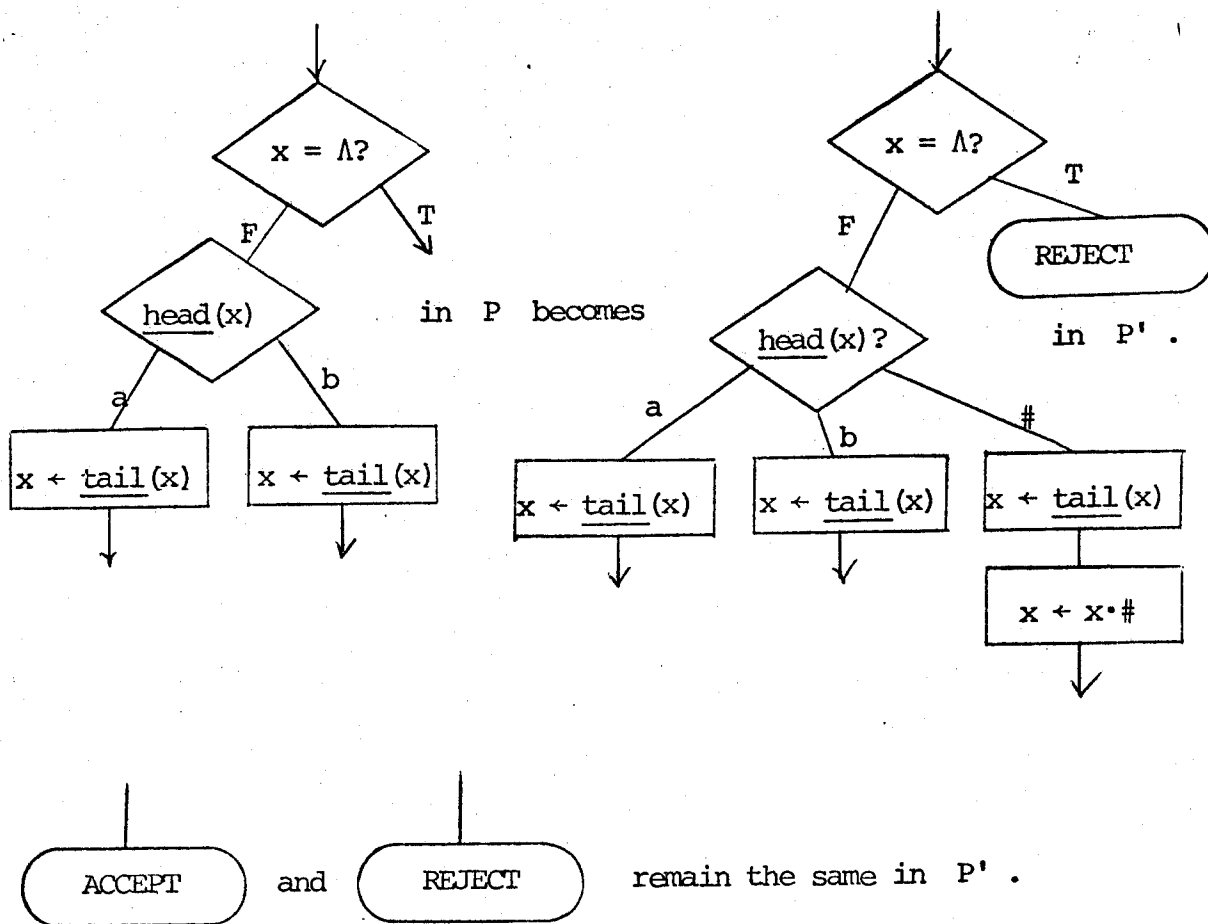 x = Λ?
x = Λ?
F
T
F
T
REJECT
head(x)
in P becomes
head(x)?
in P' .
a
b
a
b
#
x ← tail(x)
x ← tail(x)
x ← tail(x)
x ← tail(x)
x ← tail(x)
x ← x·#
ACCEPT and REJECT remain the same in P' .